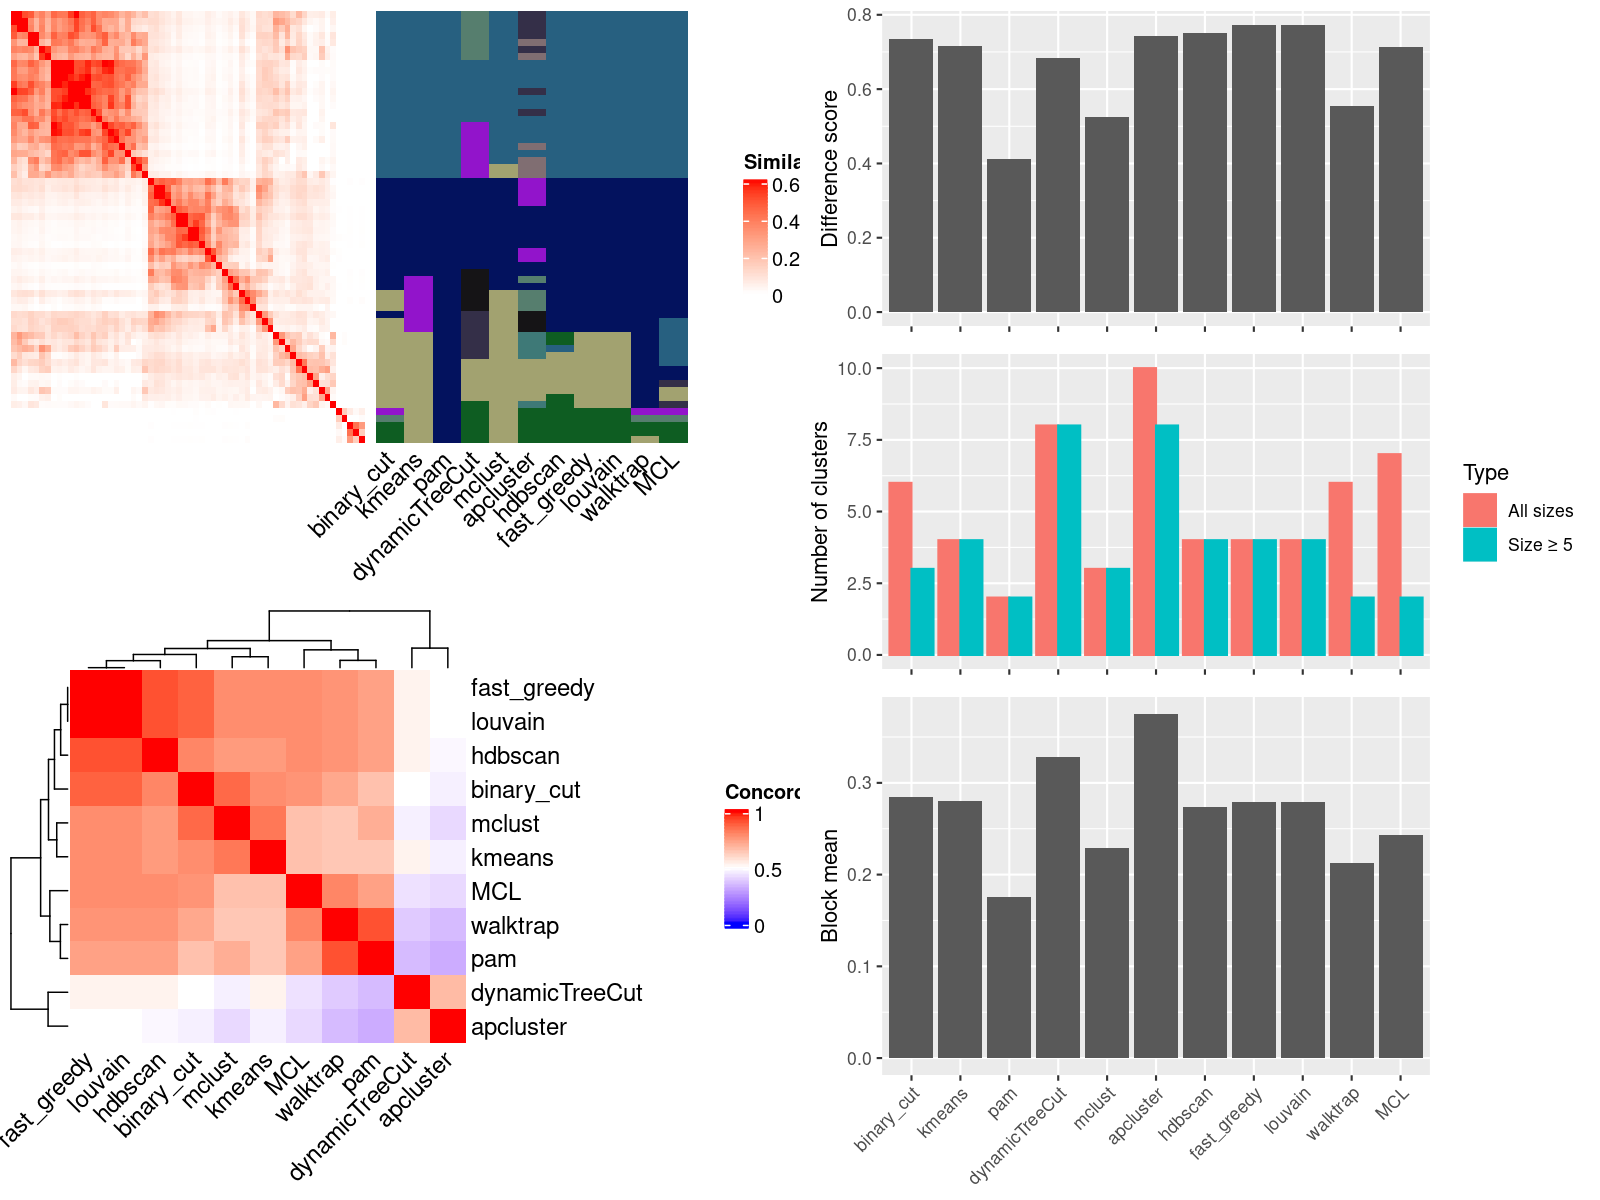 Simila
0.6
0.4
0.2
0
binary_cut
kmeans
pam
dynamicTreeCut
mclust
apcluster
hdbscan
fast_greedy
louvain
walktrap
MCL
fast_greedy
louvain
hdbscan
binary_cut
mclust
kmeans
MCL
walktrap
pam
dynamicTreeCut
apcluster
Concord
1
0.5
0
fast_greedy
louvain
hdbscan
binary_cut
mclust
kmeans
MCL
walktrap
pam
dynamicTreeCut
apcluster
Difference score
0.8
0.6
0.4
0.2
0.0
Number of clusters
10.0
7.5
5.0
2.5
0.0
Type
All sizes
Size ≥ 5
Block mean
0.3
0.2
0.1
0.0
binary_cut
kmeans
pam
dynamicTreeCut
mclust
apcluster
hdbscan
fast_greedy
louvain
walktrap
MCL